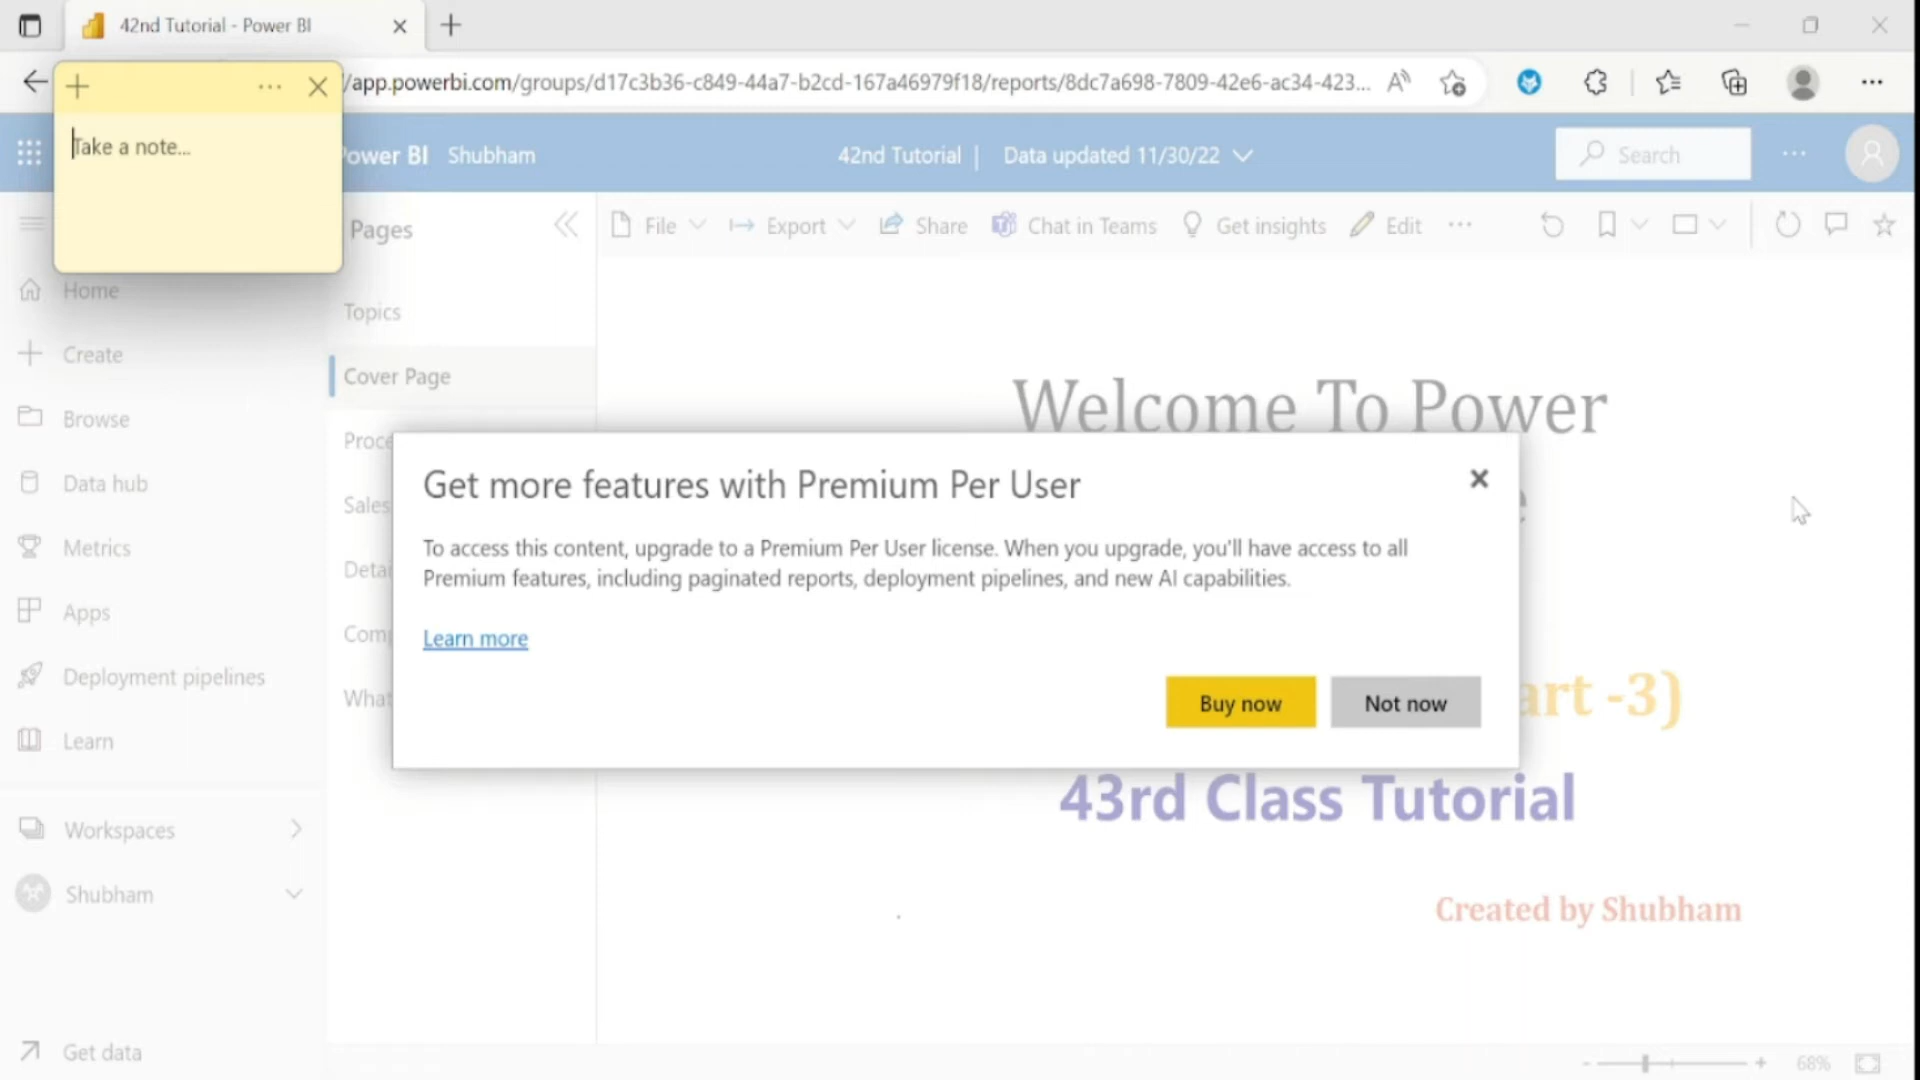 42nd Tutorial - Power BI
/app.powerbi.com/groups/d17c3b36-c849-44a7-b2cd-167a46979f18/reports/8dc7a698-7809-42e6-ac34-423...
Take a note...
Power BI Shubham
42nd Tutorial | Data updated 11/30/22
Search
Pages
File
Export
Share
Chat in Teams
Get insights
Edit
Home
Create
Browse
Data hub
Metrics
Apps
Deployment pipelines
Learn
Workspaces
Shubham
Get data
Topics
Cover Page
Proce
Sales
Detai
Comp
What
Welcome To Power
Get more features with Premium Per User
To access this content, upgrade to a Premium Per User license. When you upgrade, you'll have access to all
Premium features, including paginated reports, deployment pipelines, and new AI capabilities.
Learn more
Buy now
Not now
art -3)
43rd Class Tutorial
Created by Shubham
68%